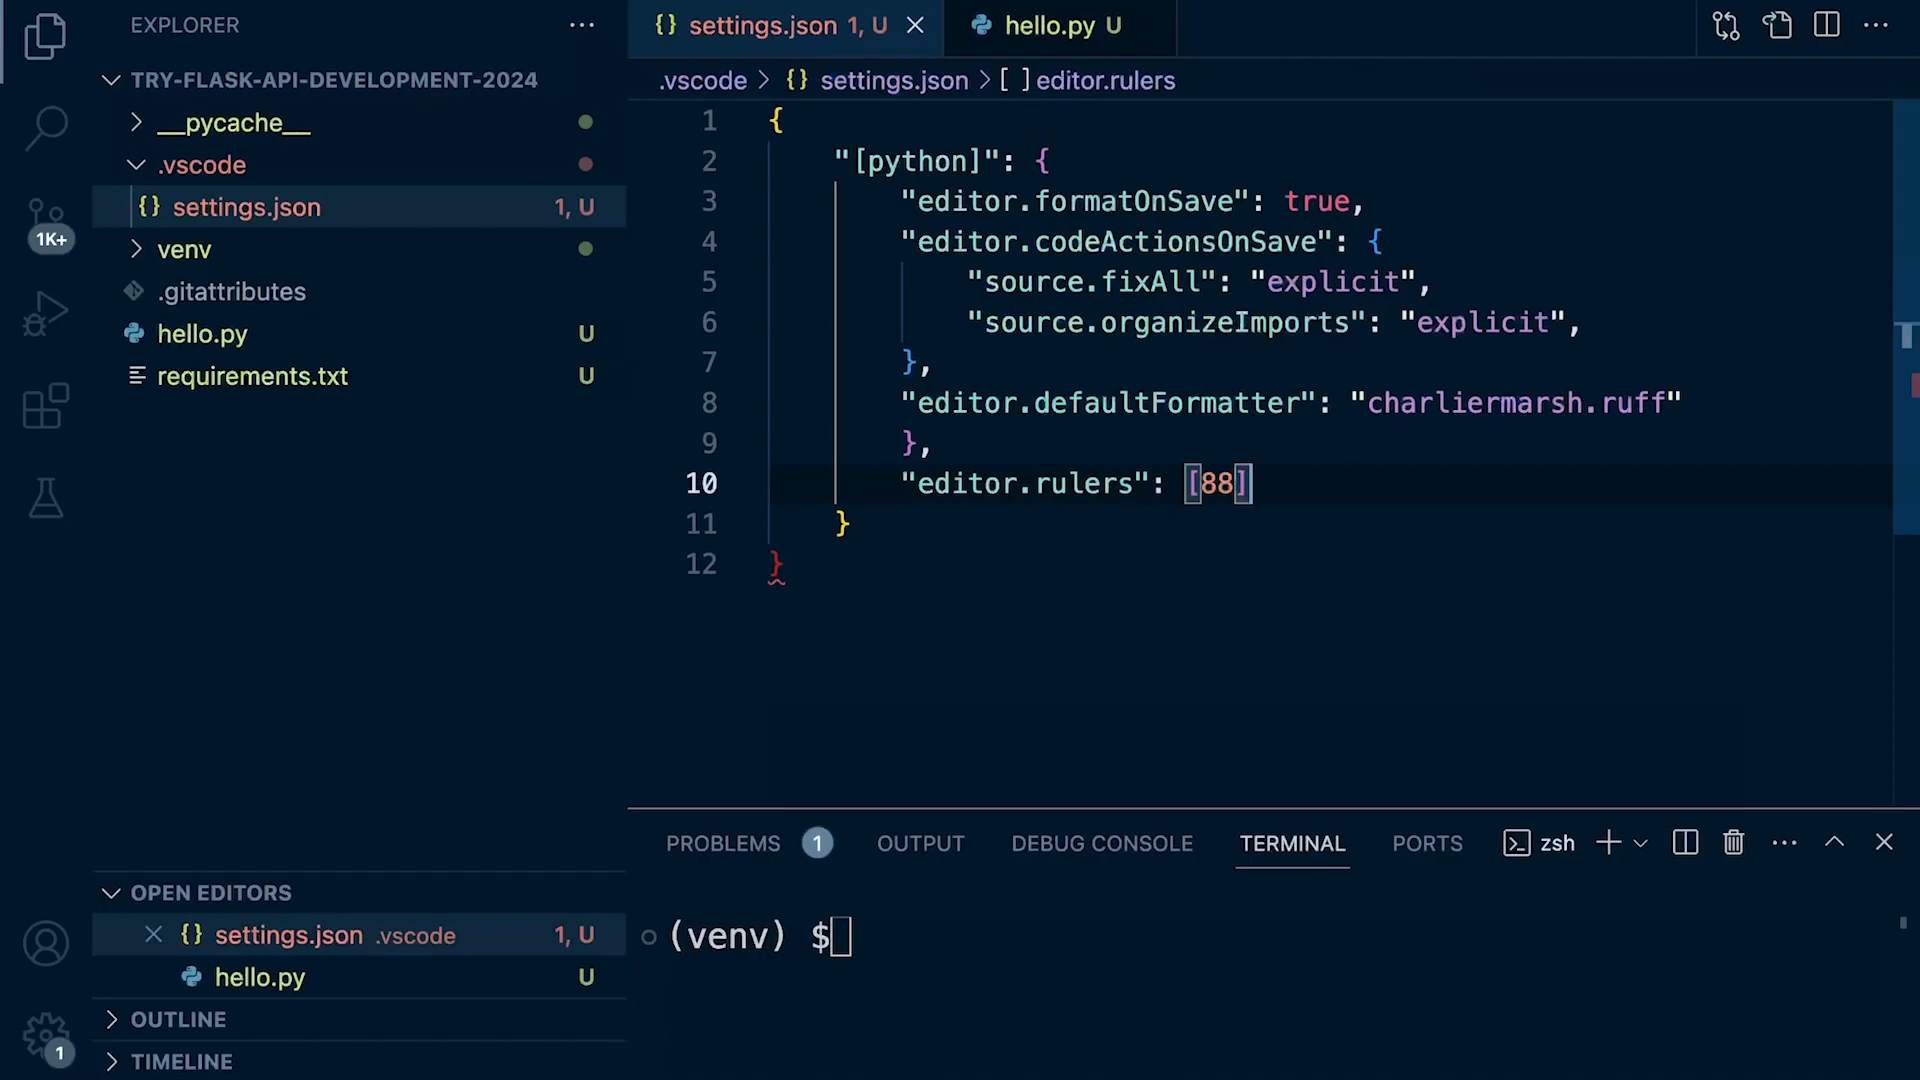 EXPLORER
TRY-FLASK-API-DEVELOPMENT-2024
__pycache__
.vscode
settings.json 1, U
venv
.gitattributes
hello.py U
requirements.txt U
1K+
OPEN EDITORS
settings.json .vscode 1, U
hello.py U
OUTLINE
TIMELINE
1
settings.json 1, U
hello.py U
.vscode > {} settings.json > [ ] editor.rulers
1 {
2 "[python]": {
3 "editor.formatOnSave": true,
4 "editor.codeActionsOnSave": {
5 "source.fixAll": "explicit",
6 "source.organizeImports": "explicit",
7 },
8 "editor.defaultFormatter": "charliermarsh.ruff"
9 },
10 "editor.rulers": [88]
11 }
12 }
PROBLEMS 1 OUTPUT DEBUG CONSOLE TERMINAL PORTS zsh
(venv) $